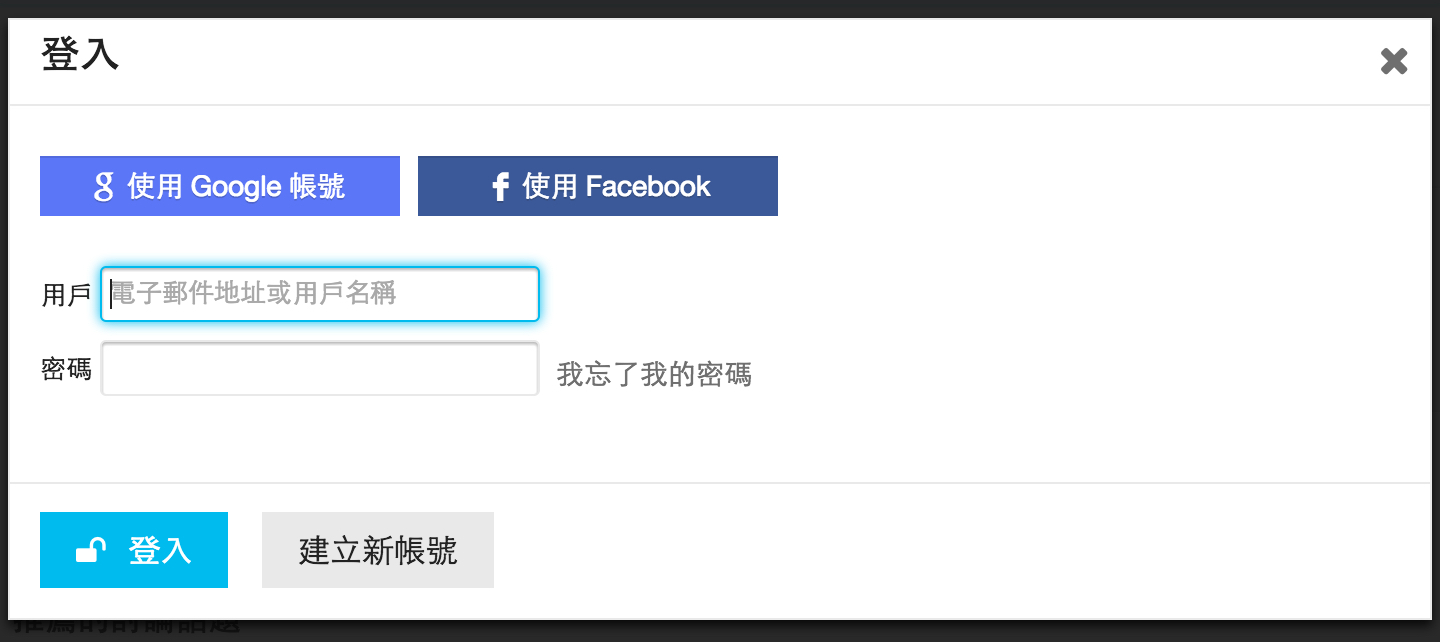 登入
使用 Google 帳號
使用 Facebook
用戶 電子郵件地址或用戶名稱
密碼 我忘了我的密碼
登入 建立新帳號